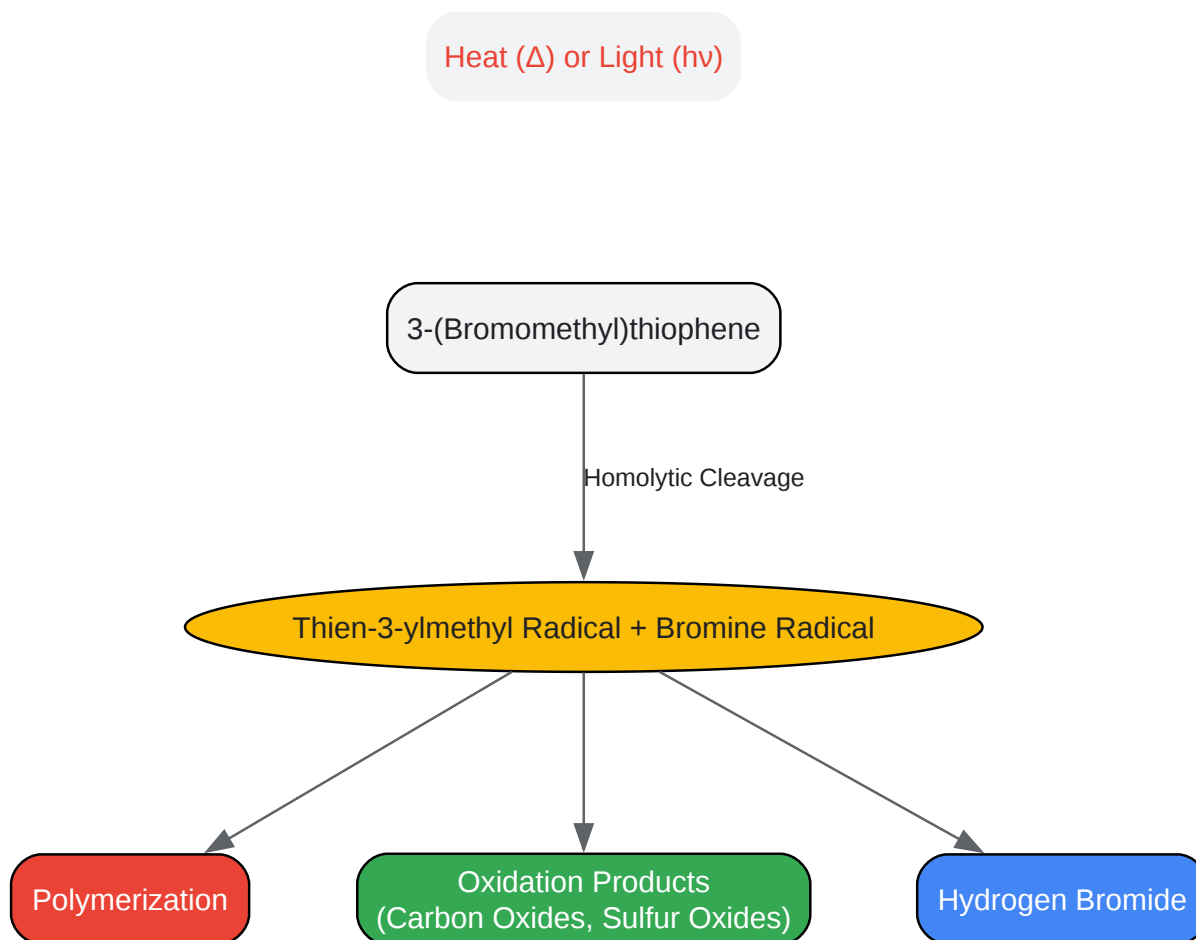 Heat (Δ) or Light (hν)
3-(Bromomethyl)thiophene
Homolytic Cleavage
Thien-3-ylmethyl Radical + Bromine Radical
Polymerization
Oxidation Products
(Carbon Oxides, Sulfur Oxides)
Hydrogen Bromide